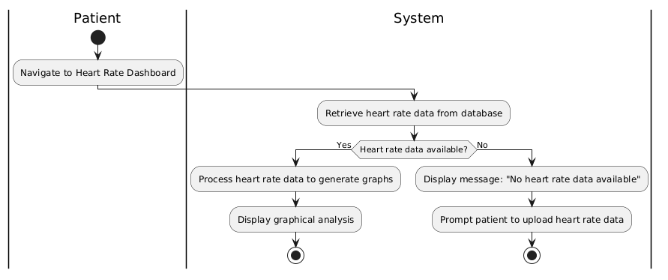 Patient
System
Navigate to Heart Rate Dashboard
Retrieve heart rate data from database
Heart rate data available?
Yes
No
Process heart rate data to generate graphs
Display message: "No heart rate data available"
Display graphical analysis
Prompt patient to upload heart rate data